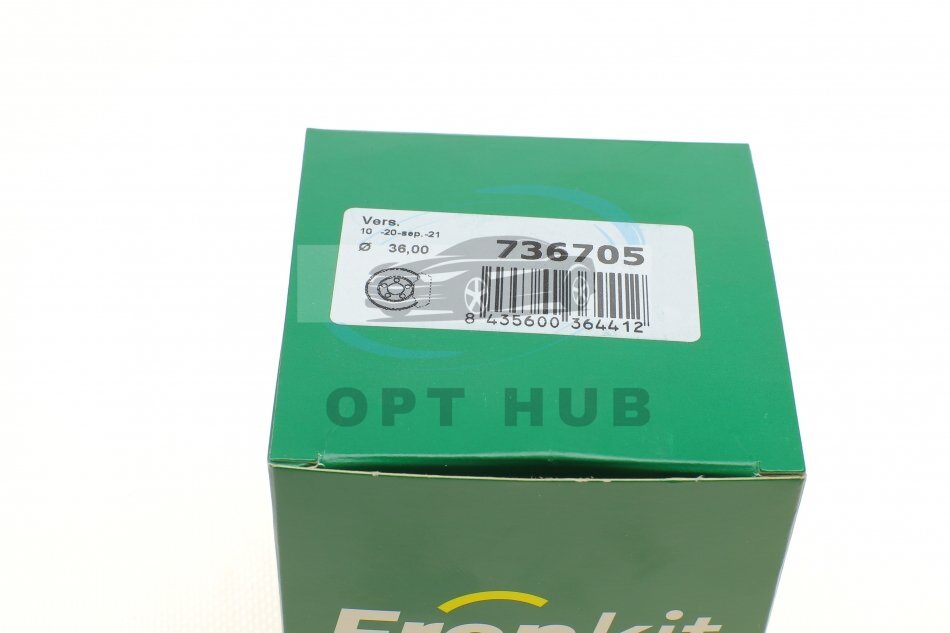 Vers.
10 -20-sep.-21
Ø 36,00
736705
8 435600 364412
OPT HUB
Frenkit